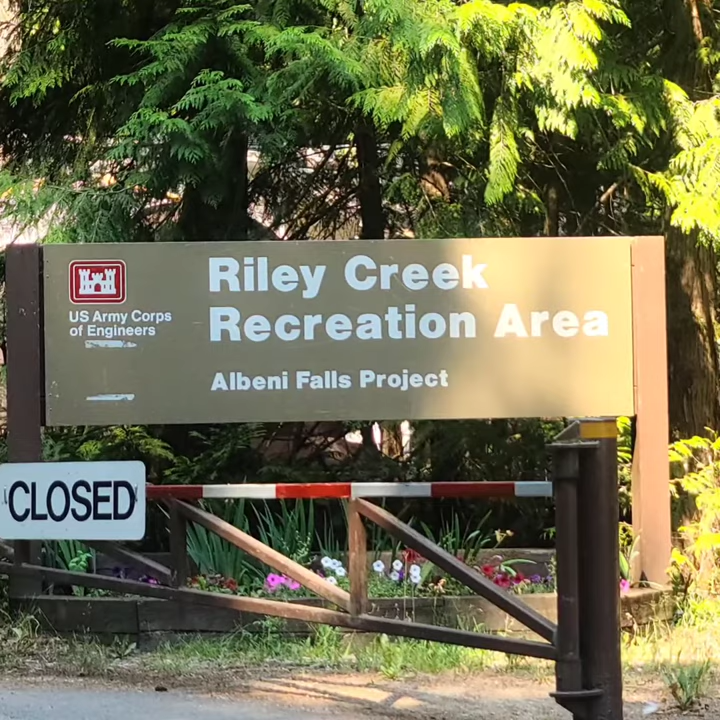 Riley Creek
Recreation Area
US Army Corps
of Engineers
Albeni Falls Project
CLOSED